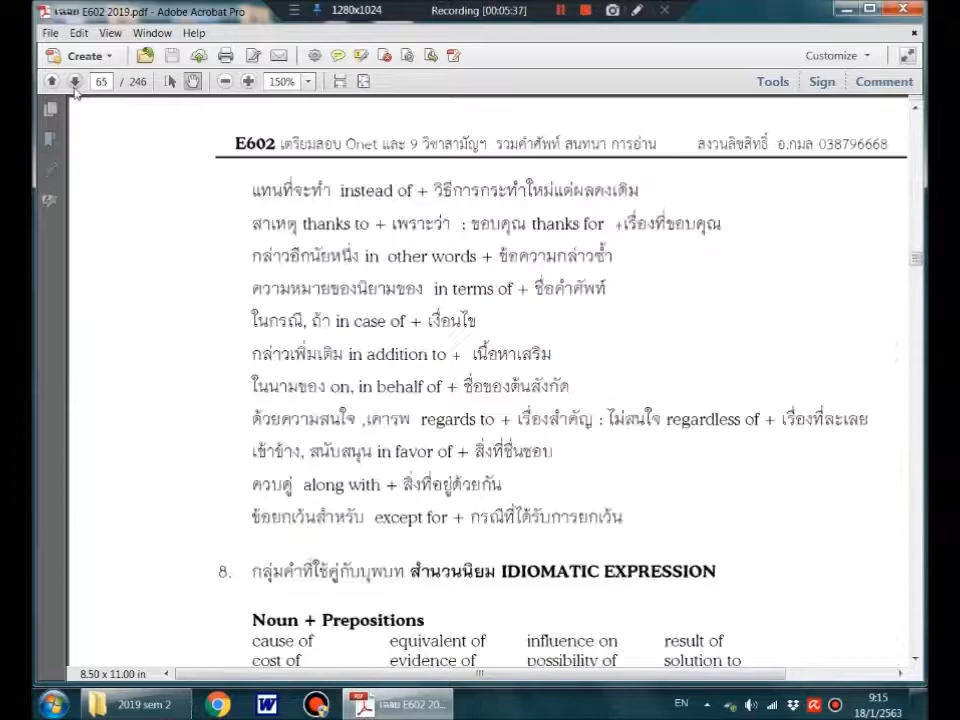 เฉลย E602 2019.pdf - Adobe Acrobat Pro
1280x1024
Recording [00:05:37]
File Edit View Window Help
Create
Customize
65 / 246
150%
Tools Sign Comment
E602 เตรียมสอบ Onet และ 9 วิชาสามัญฯ รวมคำศัพท์ สนทนา การอ่าน สงวนลิขสิทธิ์ อ.กมล 038796668
แทนที่จะทำ instead of + วิธีการกระทำใหม่แต่ผลคงเดิม
สาเหตุ thanks to + เพราะว่า ; ขอบคุณ thanks for +เรื่องที่ขอบคุณ
กล่าวอีกนัยหนึ่ง in other words + ข้อความกล่าวซ้ำ
ความหมายของนิยามของ in terms of + ชื่อคำศัพท์
ในกรณี, ถ้า in case of + เงื่อนไข
กล่าวเพิ่มเติม in addition to + เนื้อหาเสริม
ในนามของ on, in behalf of + ชื่อของต้นสังกัด
ด้วยความสนใจ ,เคารพ regards to + เรื่องสำคัญ : ไม่สนใจ regardless of + เรื่องที่ละเลย
เข้าข้าง, สนับสนุน in favor of + สิ่งที่ชื่นชอบ
ควบคู่ along with + สิ่งที่อยู่ด้วยกัน
ข้อยกเว้นสำหรับ except for + กรณีที่ได้รับการยกเว้น
8. กลุ่มคำที่ใช้คู่กับบุพบท สำนวนนิยม IDIOMATIC EXPRESSION
Noun + Prepositions
cause of equivalent of influence on result of
cost of evidence of possibility of solution to
8.50 x 11.00 in
2019 sem 2
เฉลย E602 20...
EN
9:15
18/1/2563